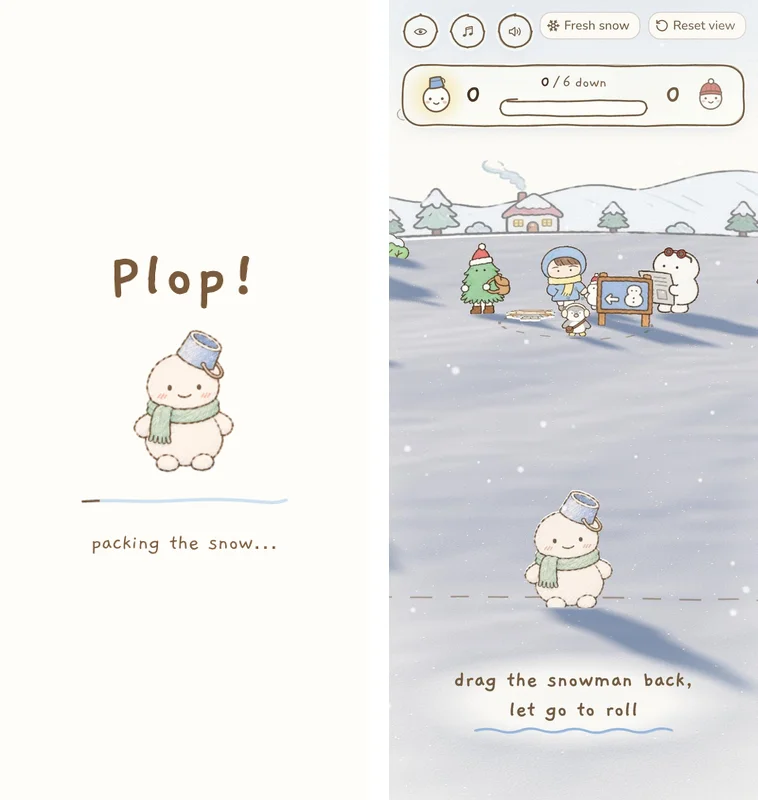 Plop!
packing the snow...
Fresh snow
Reset view
0 / 6 down
0
0
drag the snowman back,
let go to roll